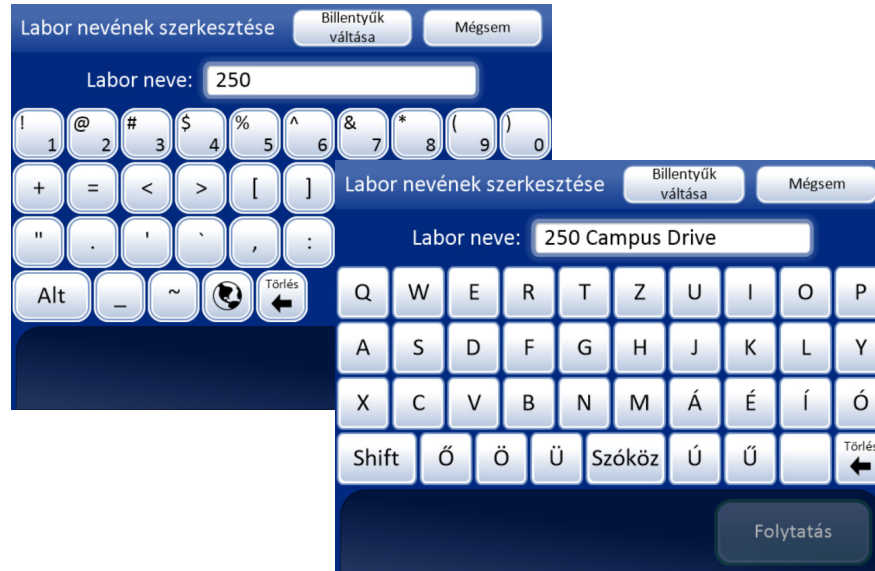 Labor nevének szerkesztése
Billentyűk
váltása
Mégsem
Labor neve: 250
! 1 @ 2 # 3 $ 4 % 5 ^ 6 & 7 * 8 ( 9 ) 0
+ = < > [ ]
" . ' ` , :
Alt _ ~ Törlés
Labor nevének szerkesztése
Billentyűk
váltása
Mégsem
Labor neve: 250 Campus Drive
Q W E R T Z U I O P
A S D F G H J K L Y
X C V B N M Á É Í Ó
Shift Ő Ö Ü Szóköz Ú Ű Törlés
Folytatás